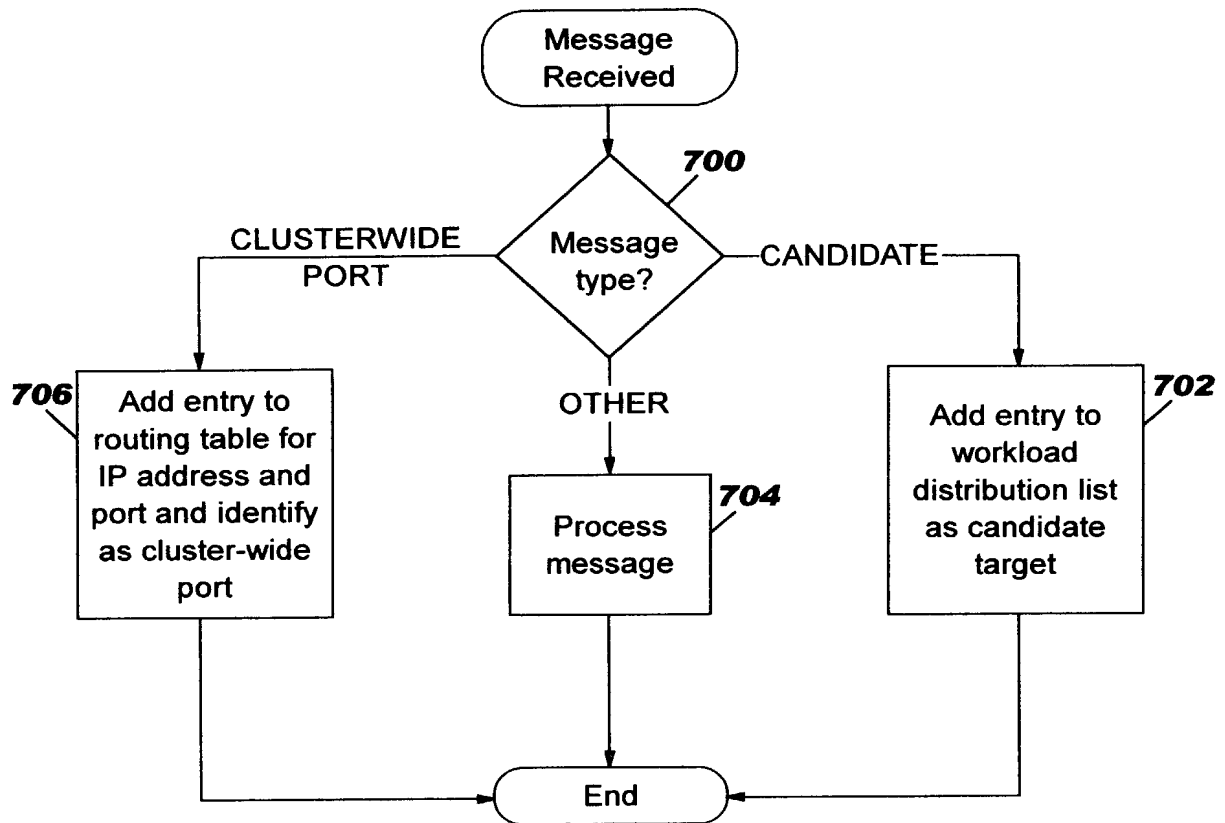 Message
Received
700
Message
type?
CLUSTERWIDE
PORT
CANDIDATE
OTHER
706
Add entry to
routing table for
IP address and
port and identify
as cluster-wide
port
704
Process
message
702
Add entry to
workload
distribution list
as candidate
target
End